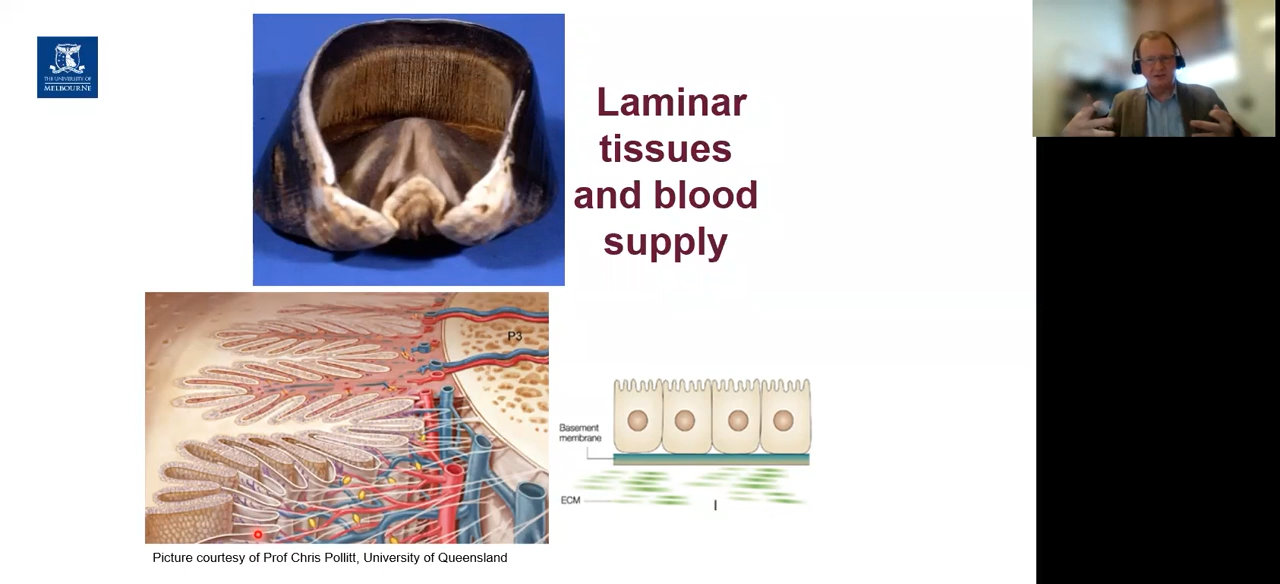 THE UNIVERSITY OF
MELBOURNE
Laminar
tissues
and blood
supply
P3
Basement
membrane
ECM
Picture courtesy of Prof Chris Pollitt, University of Queensland